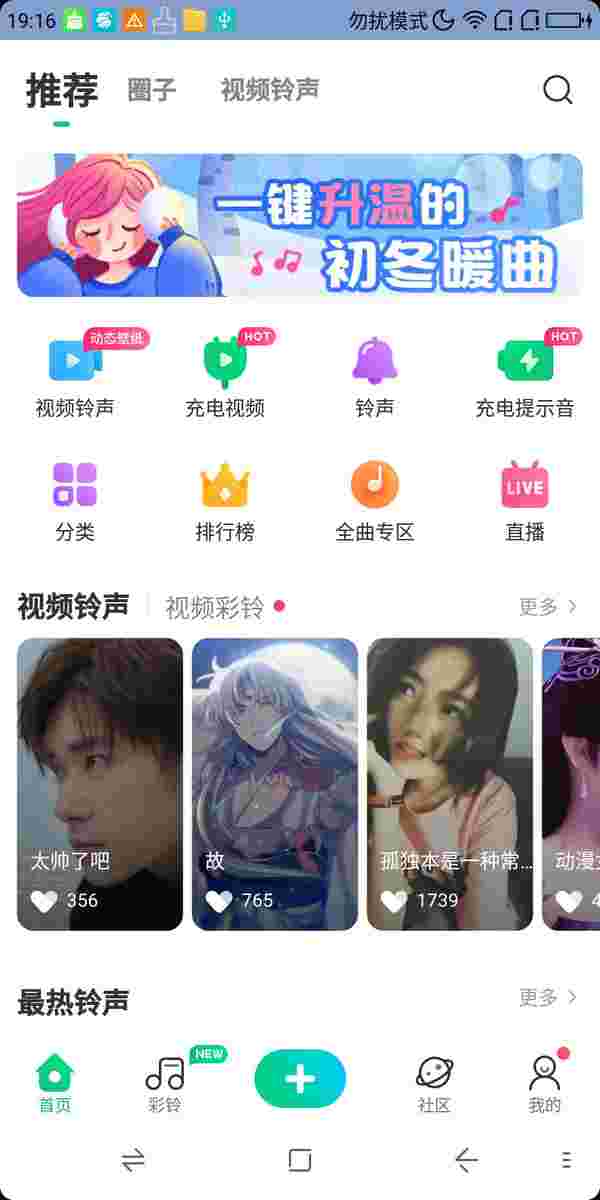 19:16 勿扰模式
推荐 圈子 视频铃声
一键升温的
初冬暖曲
动态壁纸 HOT HOT
视频铃声 充电视频 铃声 充电提示音
LIVE
分类 排行榜 全曲专区 直播
视频铃声 视频彩铃 更多
太帅了吧 故 孤独本是一种常... 动漫
356 765 1739 4
最热铃声 更多
NEW
首页 彩铃 社区 我的